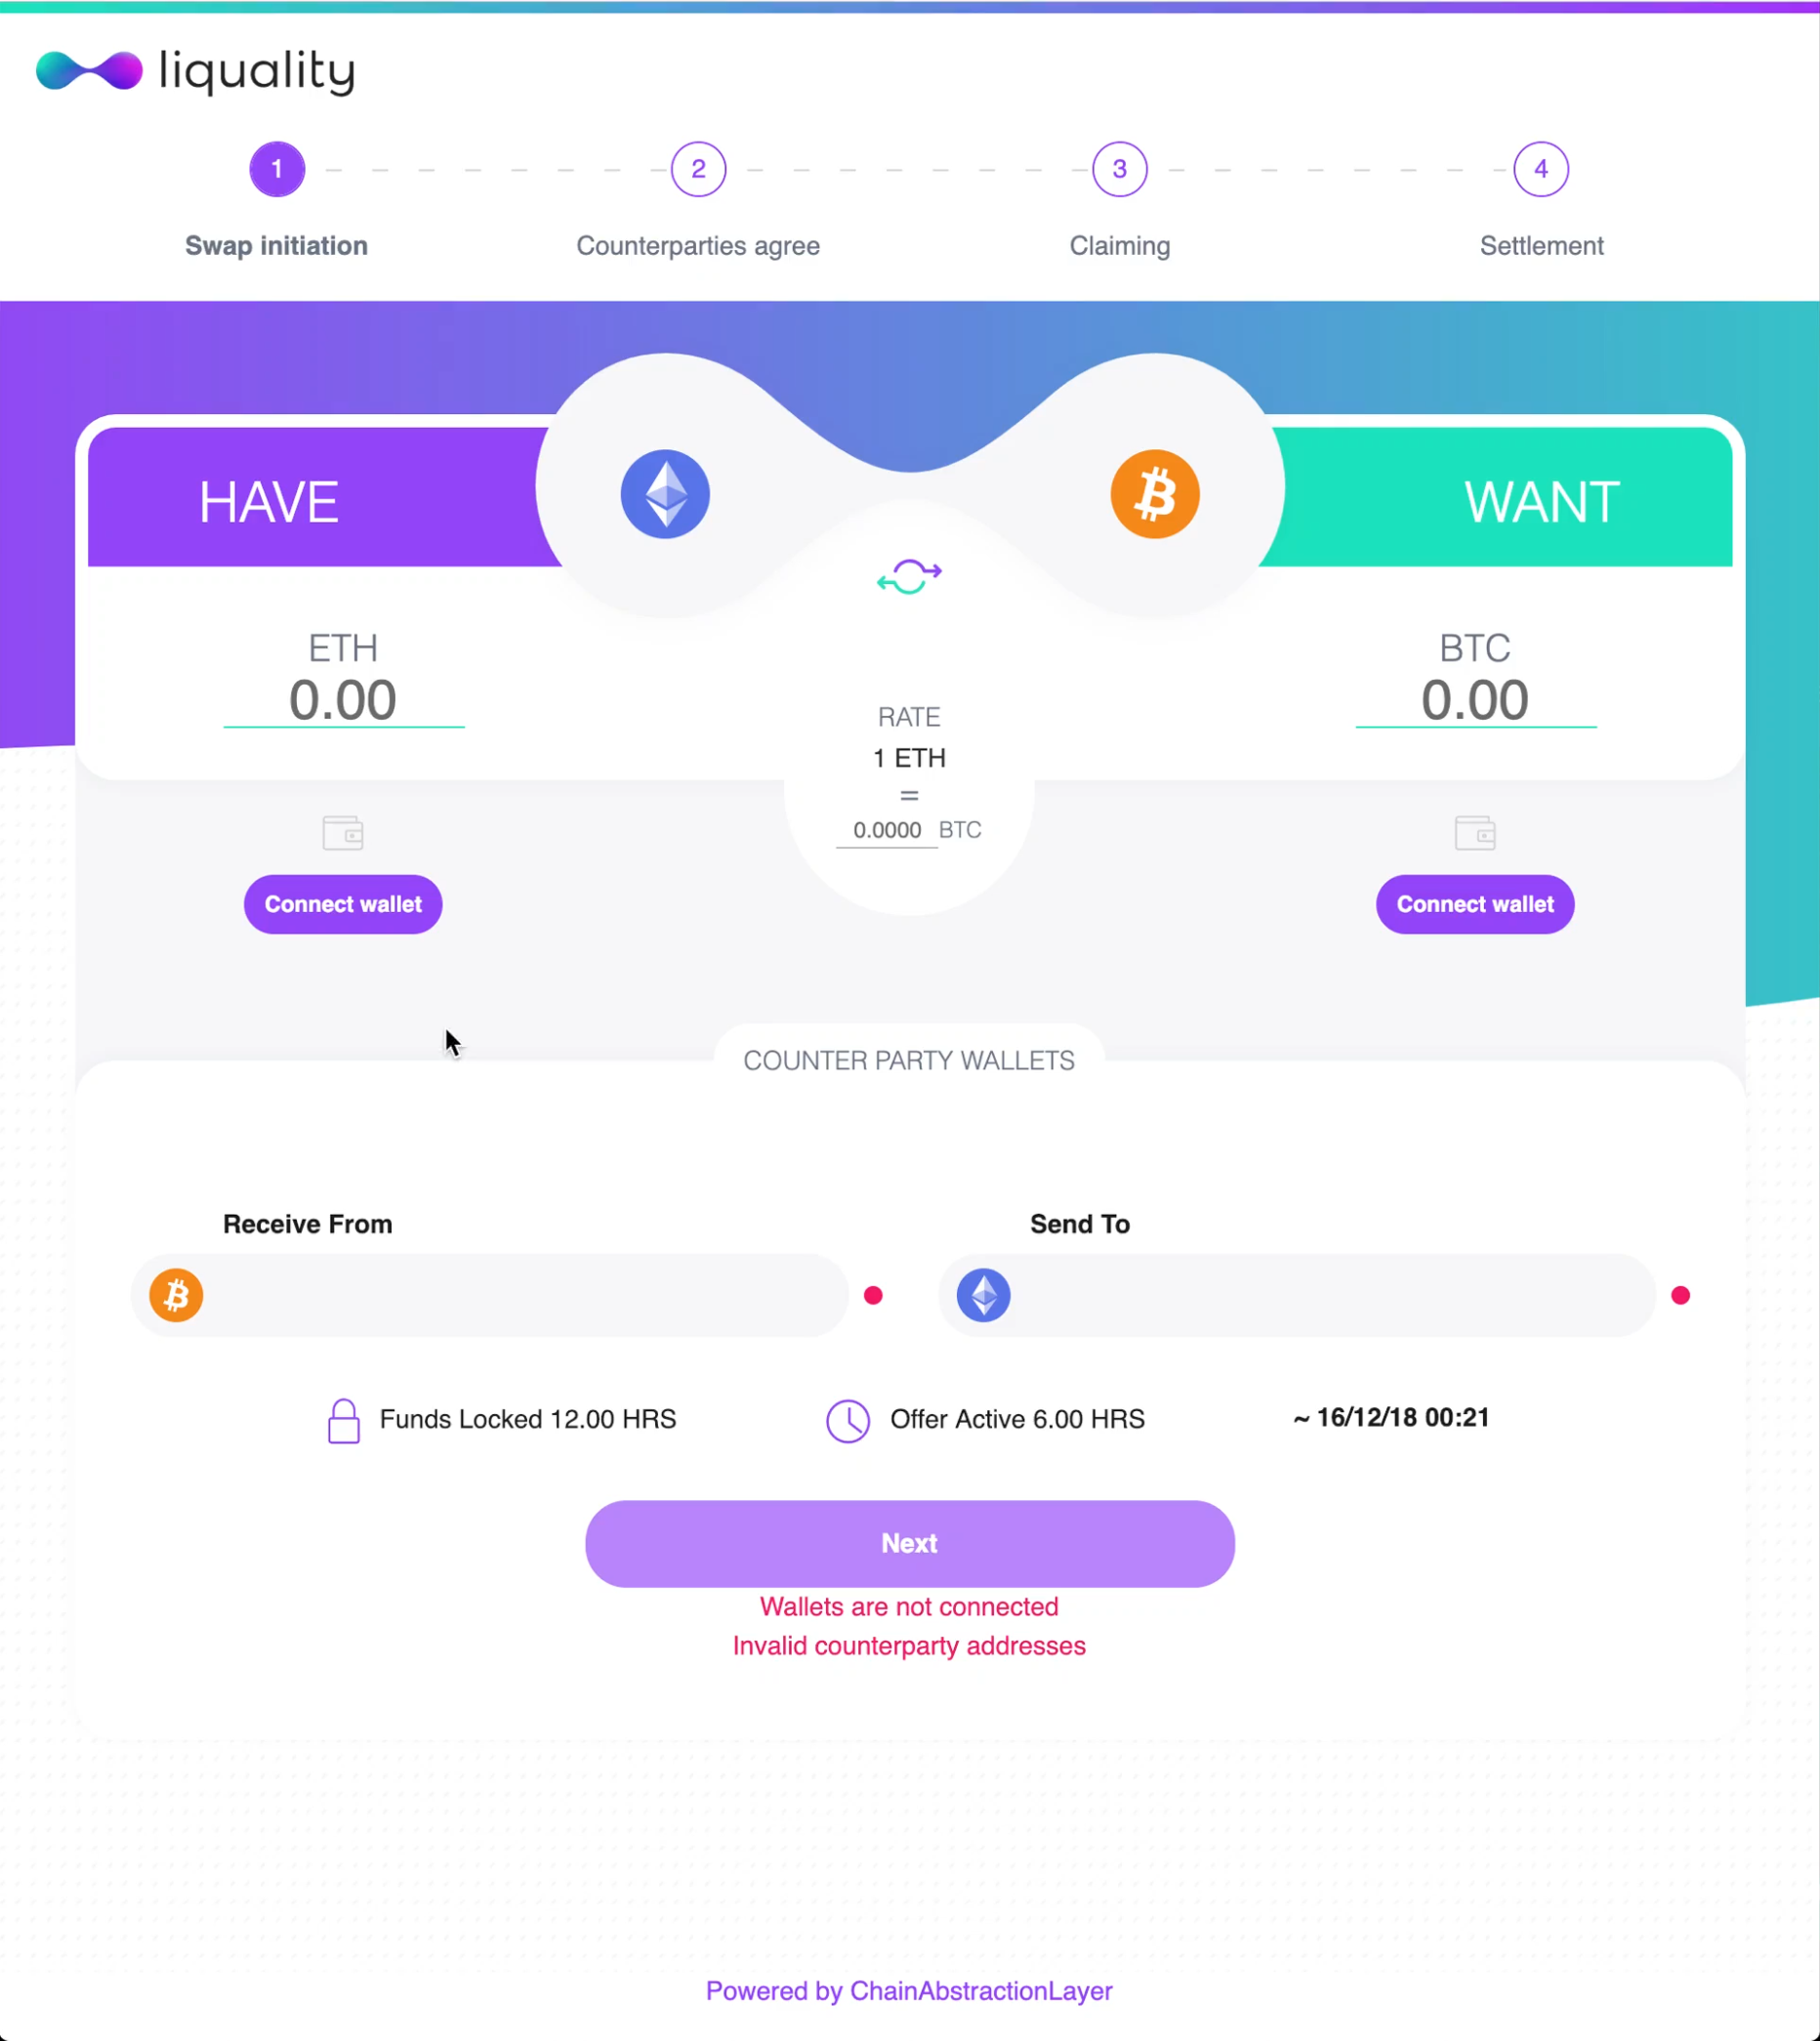 liquality
1 2 3 4
Swap initiation Counterparties agree Claiming Settlement
HAVE WANT
ETH BTC
0.00 0.00
RATE
1 ETH
=
0.0000 BTC
Connect wallet Connect wallet
COUNTER PARTY WALLETS
Receive From Send To
Funds Locked 12.00 HRS Offer Active 6.00 HRS ~ 16/12/18 00:21
Next
Wallets are not connected
Invalid counterparty addresses
Powered by ChainAbstractionLayer